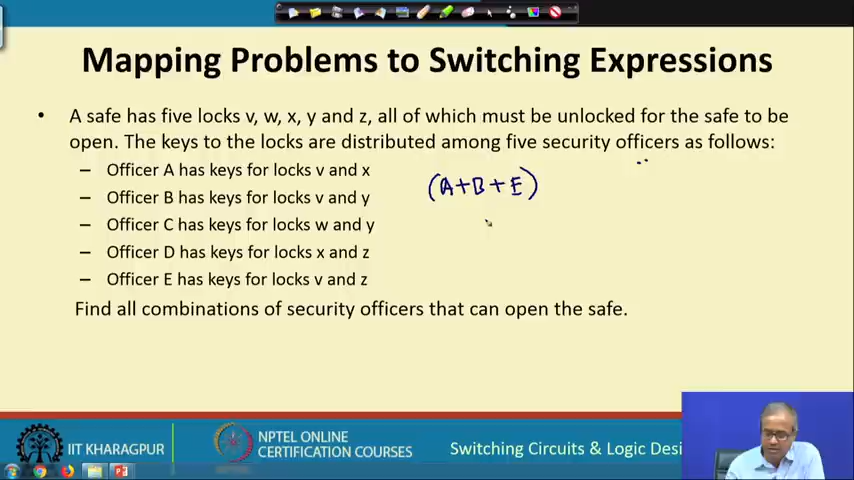 Mapping Problems to Switching Expressions
• A safe has five locks v, w, x, y and z, all of which must be unlocked for the safe to be
open. The keys to the locks are distributed among five security officers as follows:
– Officer A has keys for locks v and x
(A+B+E)
– Officer B has keys for locks v and y
– Officer C has keys for locks w and y
– Officer D has keys for locks x and z
– Officer E has keys for locks v and z
Find all combinations of security officers that can open the safe.
IIT KHARAGPUR
NPTEL ONLINE
CERTIFICATION COURSES
Switching Circuits & Logic Desi